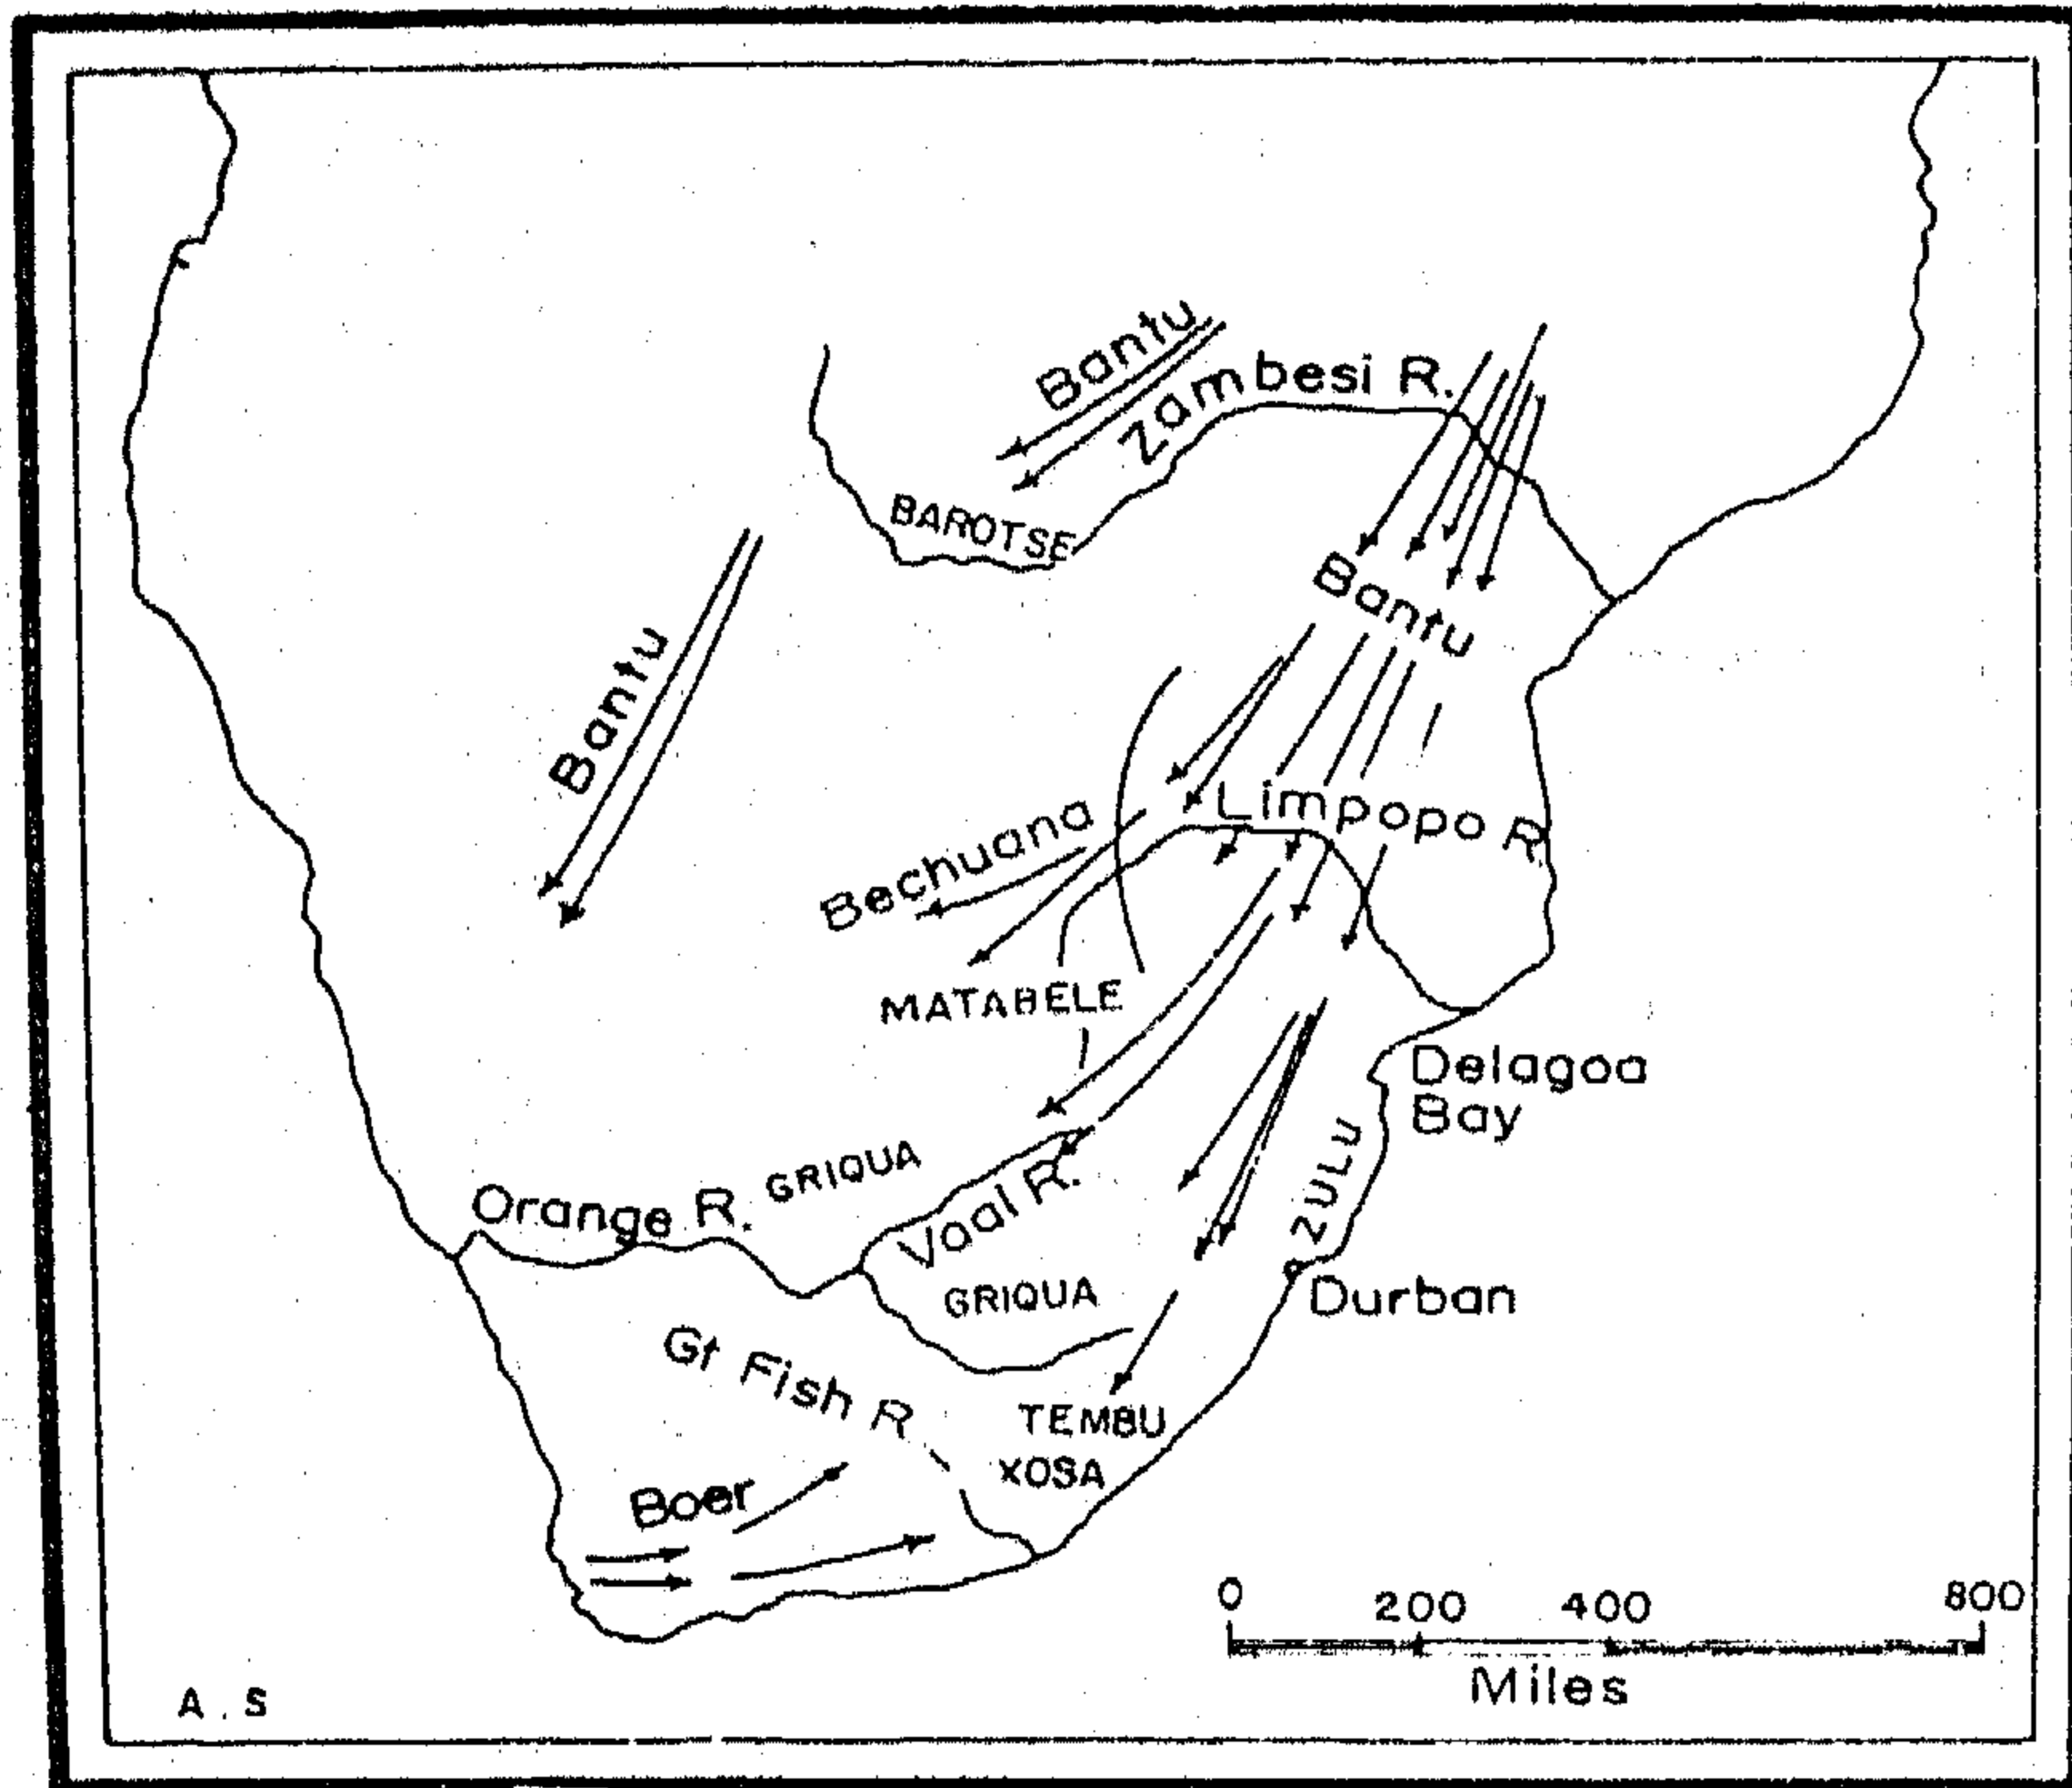 Bantu
Zambesi R.
BAROTSE
Bantu
Bantu
Limpopo R.
Bechuana
MATABELE
Delagoa
Bay
ZULU
GRIQUA
Orange R.
Vaal R.
GRIQUA
Durban
Gt Fish R
TEMBU
XOSA
Boer
0 200 400 800
Miles
A . S